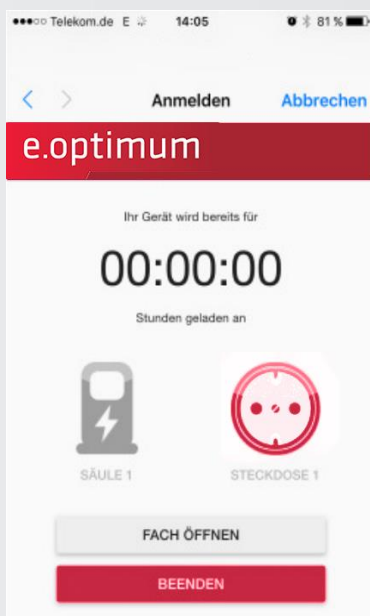 Telekom.de E 14:05 81 %
Anmelden Abbrechen
e.optimum
Ihr Gerät wird bereits für
00:00:00
Stunden geladen an
SÄULE 1 STECKDOSE 1
FACH ÖFFNEN
BEENDEN